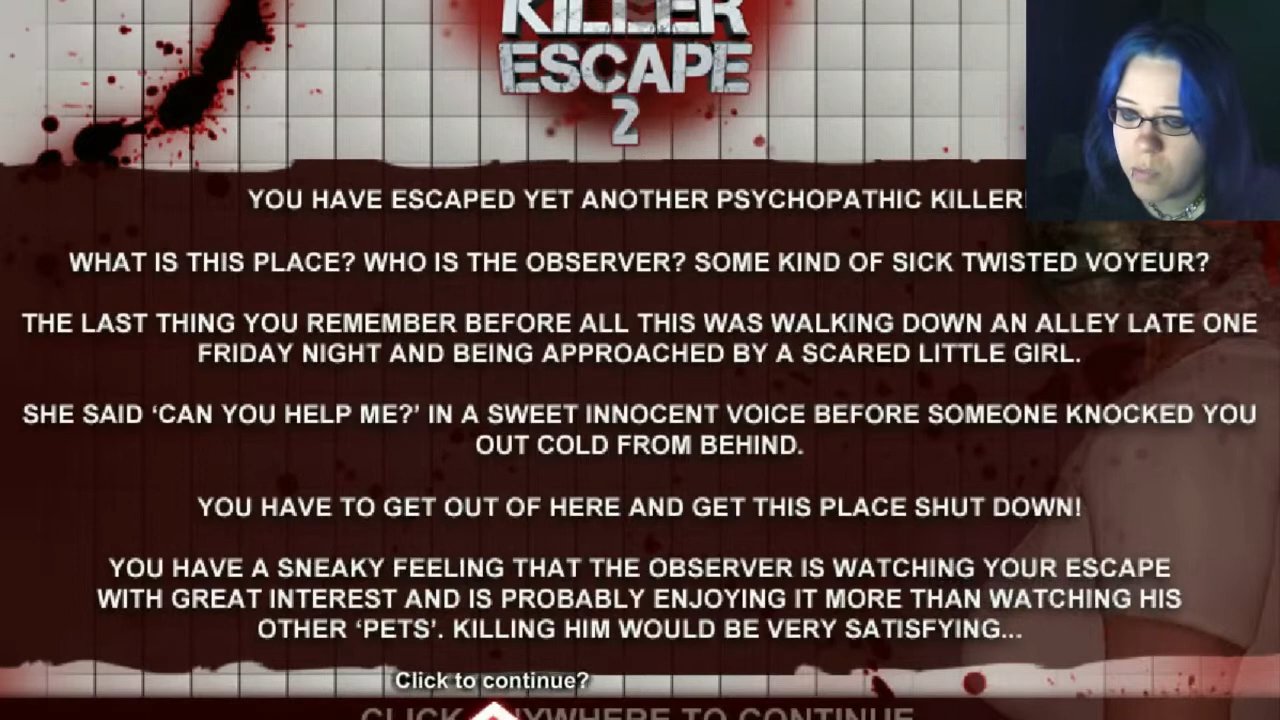 KILLER
ESCAPE
2
YOU HAVE ESCAPED YET ANOTHER PSYCHOPATHIC KILLER!
WHAT IS THIS PLACE? WHO IS THE OBSERVER? SOME KIND OF SICK TWISTED VOYEUR?
THE LAST THING YOU REMEMBER BEFORE ALL THIS WAS WALKING DOWN AN ALLEY LATE ONE
FRIDAY NIGHT AND BEING APPROACHED BY A SCARED LITTLE GIRL.
SHE SAID ‘CAN YOU HELP ME?’ IN A SWEET INNOCENT VOICE BEFORE SOMEONE KNOCKED YOU
OUT COLD FROM BEHIND.
YOU HAVE TO GET OUT OF HERE AND GET THIS PLACE SHUT DOWN!
YOU HAVE A SNEAKY FEELING THAT THE OBSERVER IS WATCHING YOUR ESCAPE
WITH GREAT INTEREST AND IS PROBABLY ENJOYING IT MORE THAN WATCHING HIS
OTHER ‘PETS’. KILLING HIM WOULD BE VERY SATISFYING...
Click to continue?
CLICK ANYWHERE TO CONTINUE